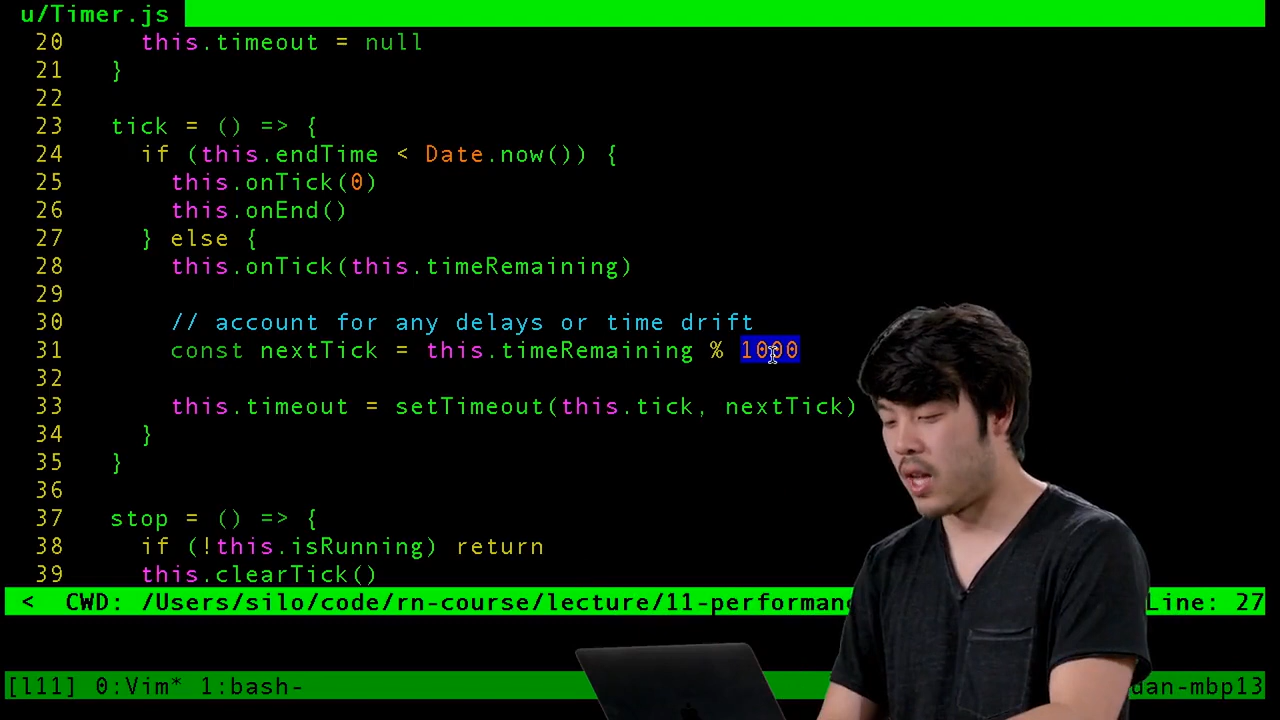 u/Timer.js
20 this.timeout = null
21 }
22
23 tick = () => {
24 if (this.endTime < Date.now()) {
25 this.onTick(0)
26 this.onEnd()
27 } else {
28 this.onTick(this.timeRemaining)
29
30 // account for any delays or time drift
31 const nextTick = this.timeRemaining % 1000
32
33 this.timeout = setTimeout(this.tick, nextTick)
34 }
35 }
36
37 stop = () => {
38 if (!this.isRunning) return
39 this.clearTick()
< CWD: /Users/silo/code/rn-course/lecture/11-performan Line: 27
[l11] 0:Vim* 1:bash- dan-mbp13